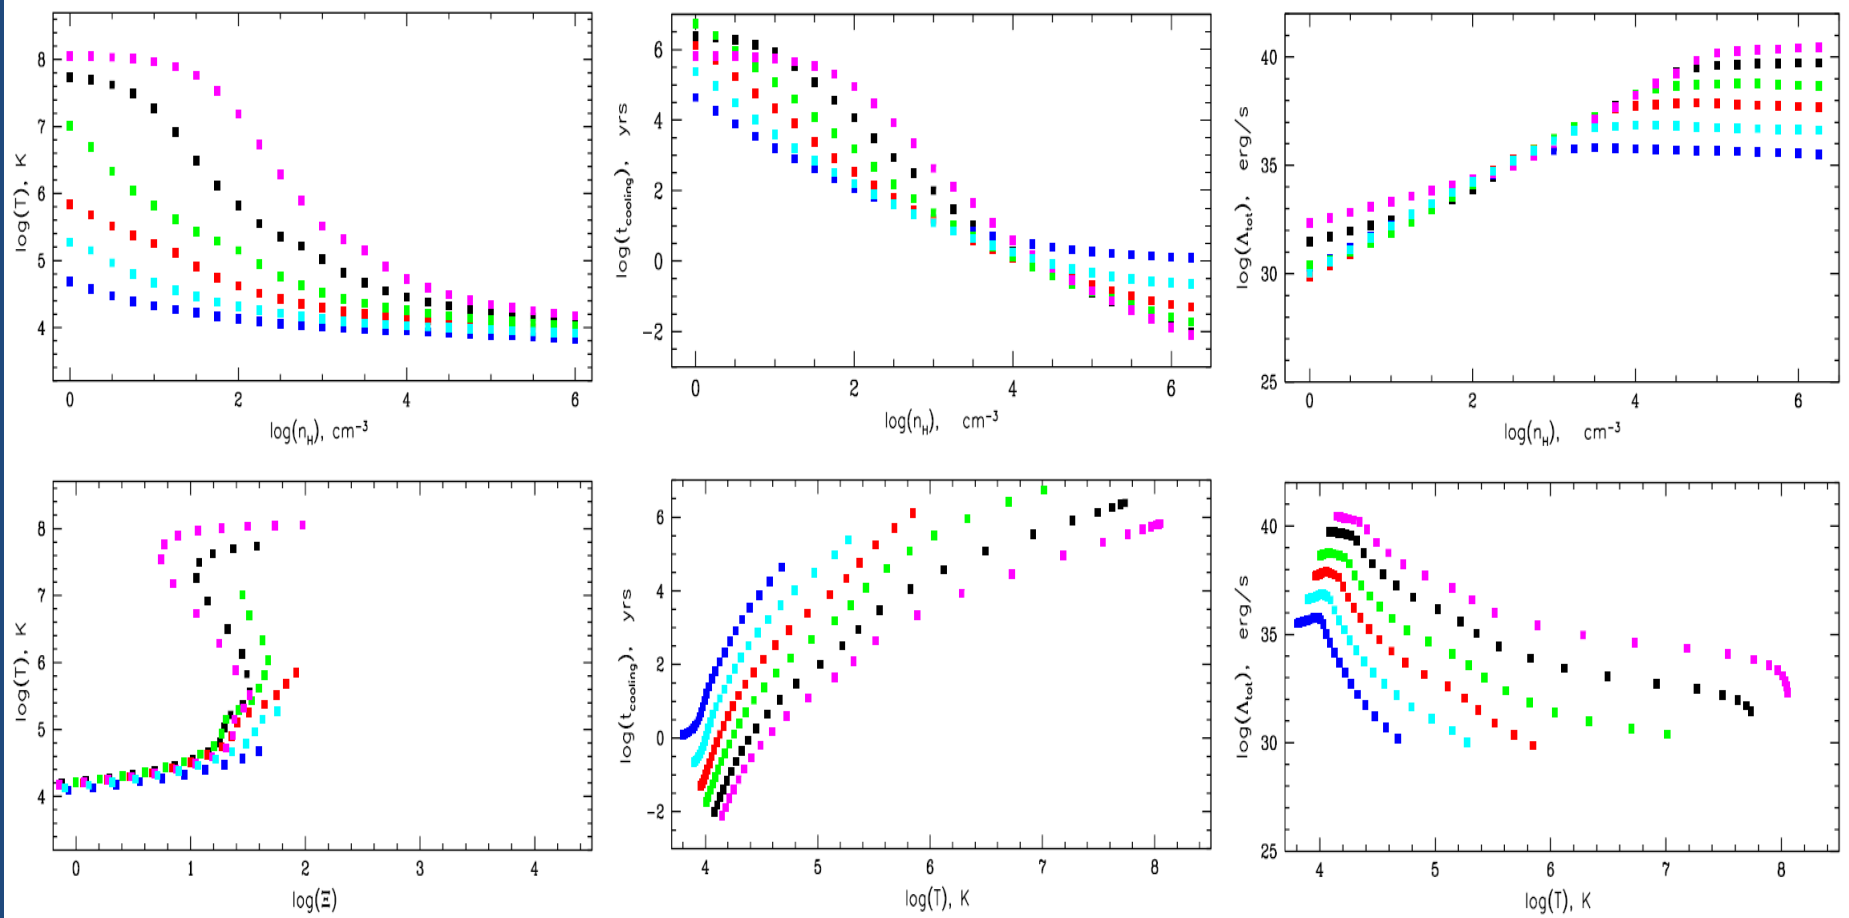 log(T), K
8
7
6
5
4
0 2 4 6
log(n_H), cm⁻³
log(t_cooling), yrs
6
4
2
0
−2
0 2 4 6
log(n_H), cm⁻³
log(Λ_tot), erg/s
40
35
30
25
0 2 4 6
log(n_H), cm⁻³
log(T), K
8
7
6
5
4
0 1 2 3 4
log(Ξ)
log(t_cooling), yrs
6
4
2
0
−2
4 5 6 7 8
log(T), K
log(Λ_tot), erg/s
40
35
30
25
4 5 6 7 8
log(T), K